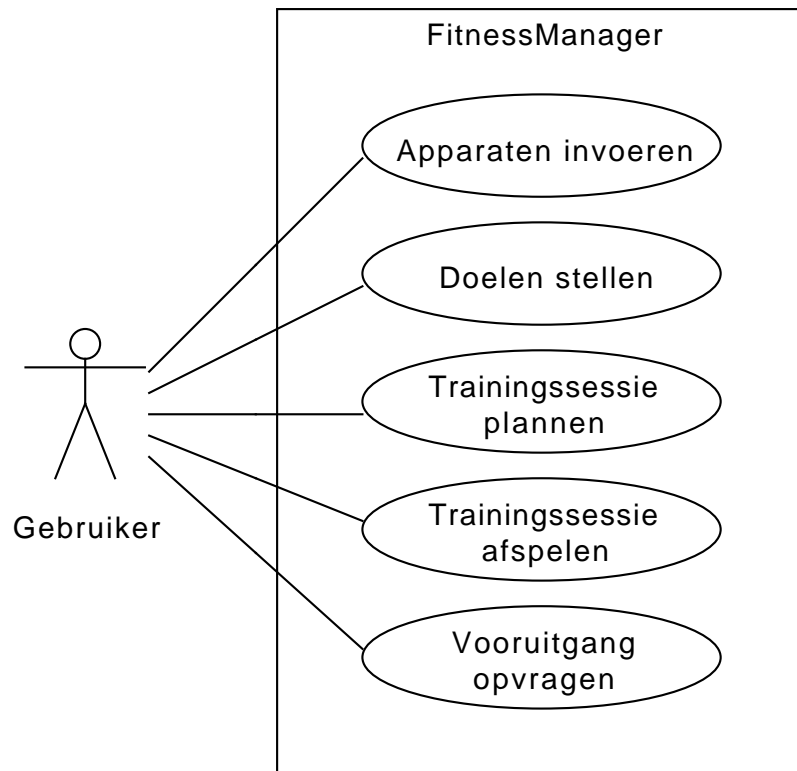 FitnessManager
Apparaten invoeren
Doelen stellen
Trainingssessie
plannen
Trainingssessie
afspelen
Gebruiker
Vooruitgang
opvragen